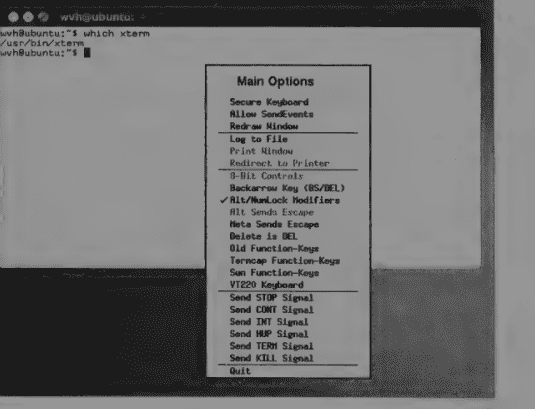 wvh@ubuntu: ~
wvh@ubuntu:~$ which xterm
/usr/bin/xterm
wvh@ubuntu:~$
Main Options
Secure Keyboard
Allow SendEvents
Redraw Window
Log to File
Print Window
Redirect to Printer
8-Bit Controls
Backarrow Key (BS/DEL)
✓Alt/NumLock Modifiers
Alt Sends Escape
Meta Sends Escape
Delete is DEL
Old Function-Keys
Termcap Function-Keys
Sun Function-Keys
VT220 Keyboard
Send STOP Signal
Send CONT Signal
Send INT Signal
Send HUP Signal
Send TERM Signal
Send KILL Signal
Quit